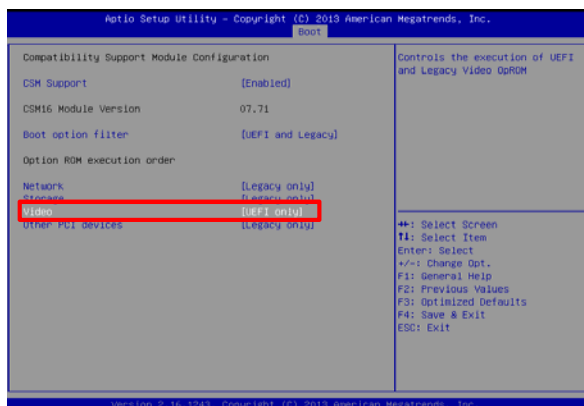 Aptio Setup Utility – Copyright (C) 2013 American Megatrends, Inc.
Boot
Compatibility Support Module Configuration
CSM Support [Enabled]
CSM16 Module Version 07.71
Boot option filter [UEFI and Legacy]
Option ROM execution order
Network [Legacy only]
Storage [Legacy only]
Video [UEFI only]
Other PCI devices [Legacy only]
Controls the execution of UEFI
and Legacy Video OpROM
→←: Select Screen
↑↓: Select Item
Enter: Select
+/-: Change Opt.
F1: General Help
F2: Previous Values
F3: Optimized Defaults
F4: Save & Exit
ESC: Exit
Version 2.16.1243. Copyright (C) 2013 American Megatrends, Inc.